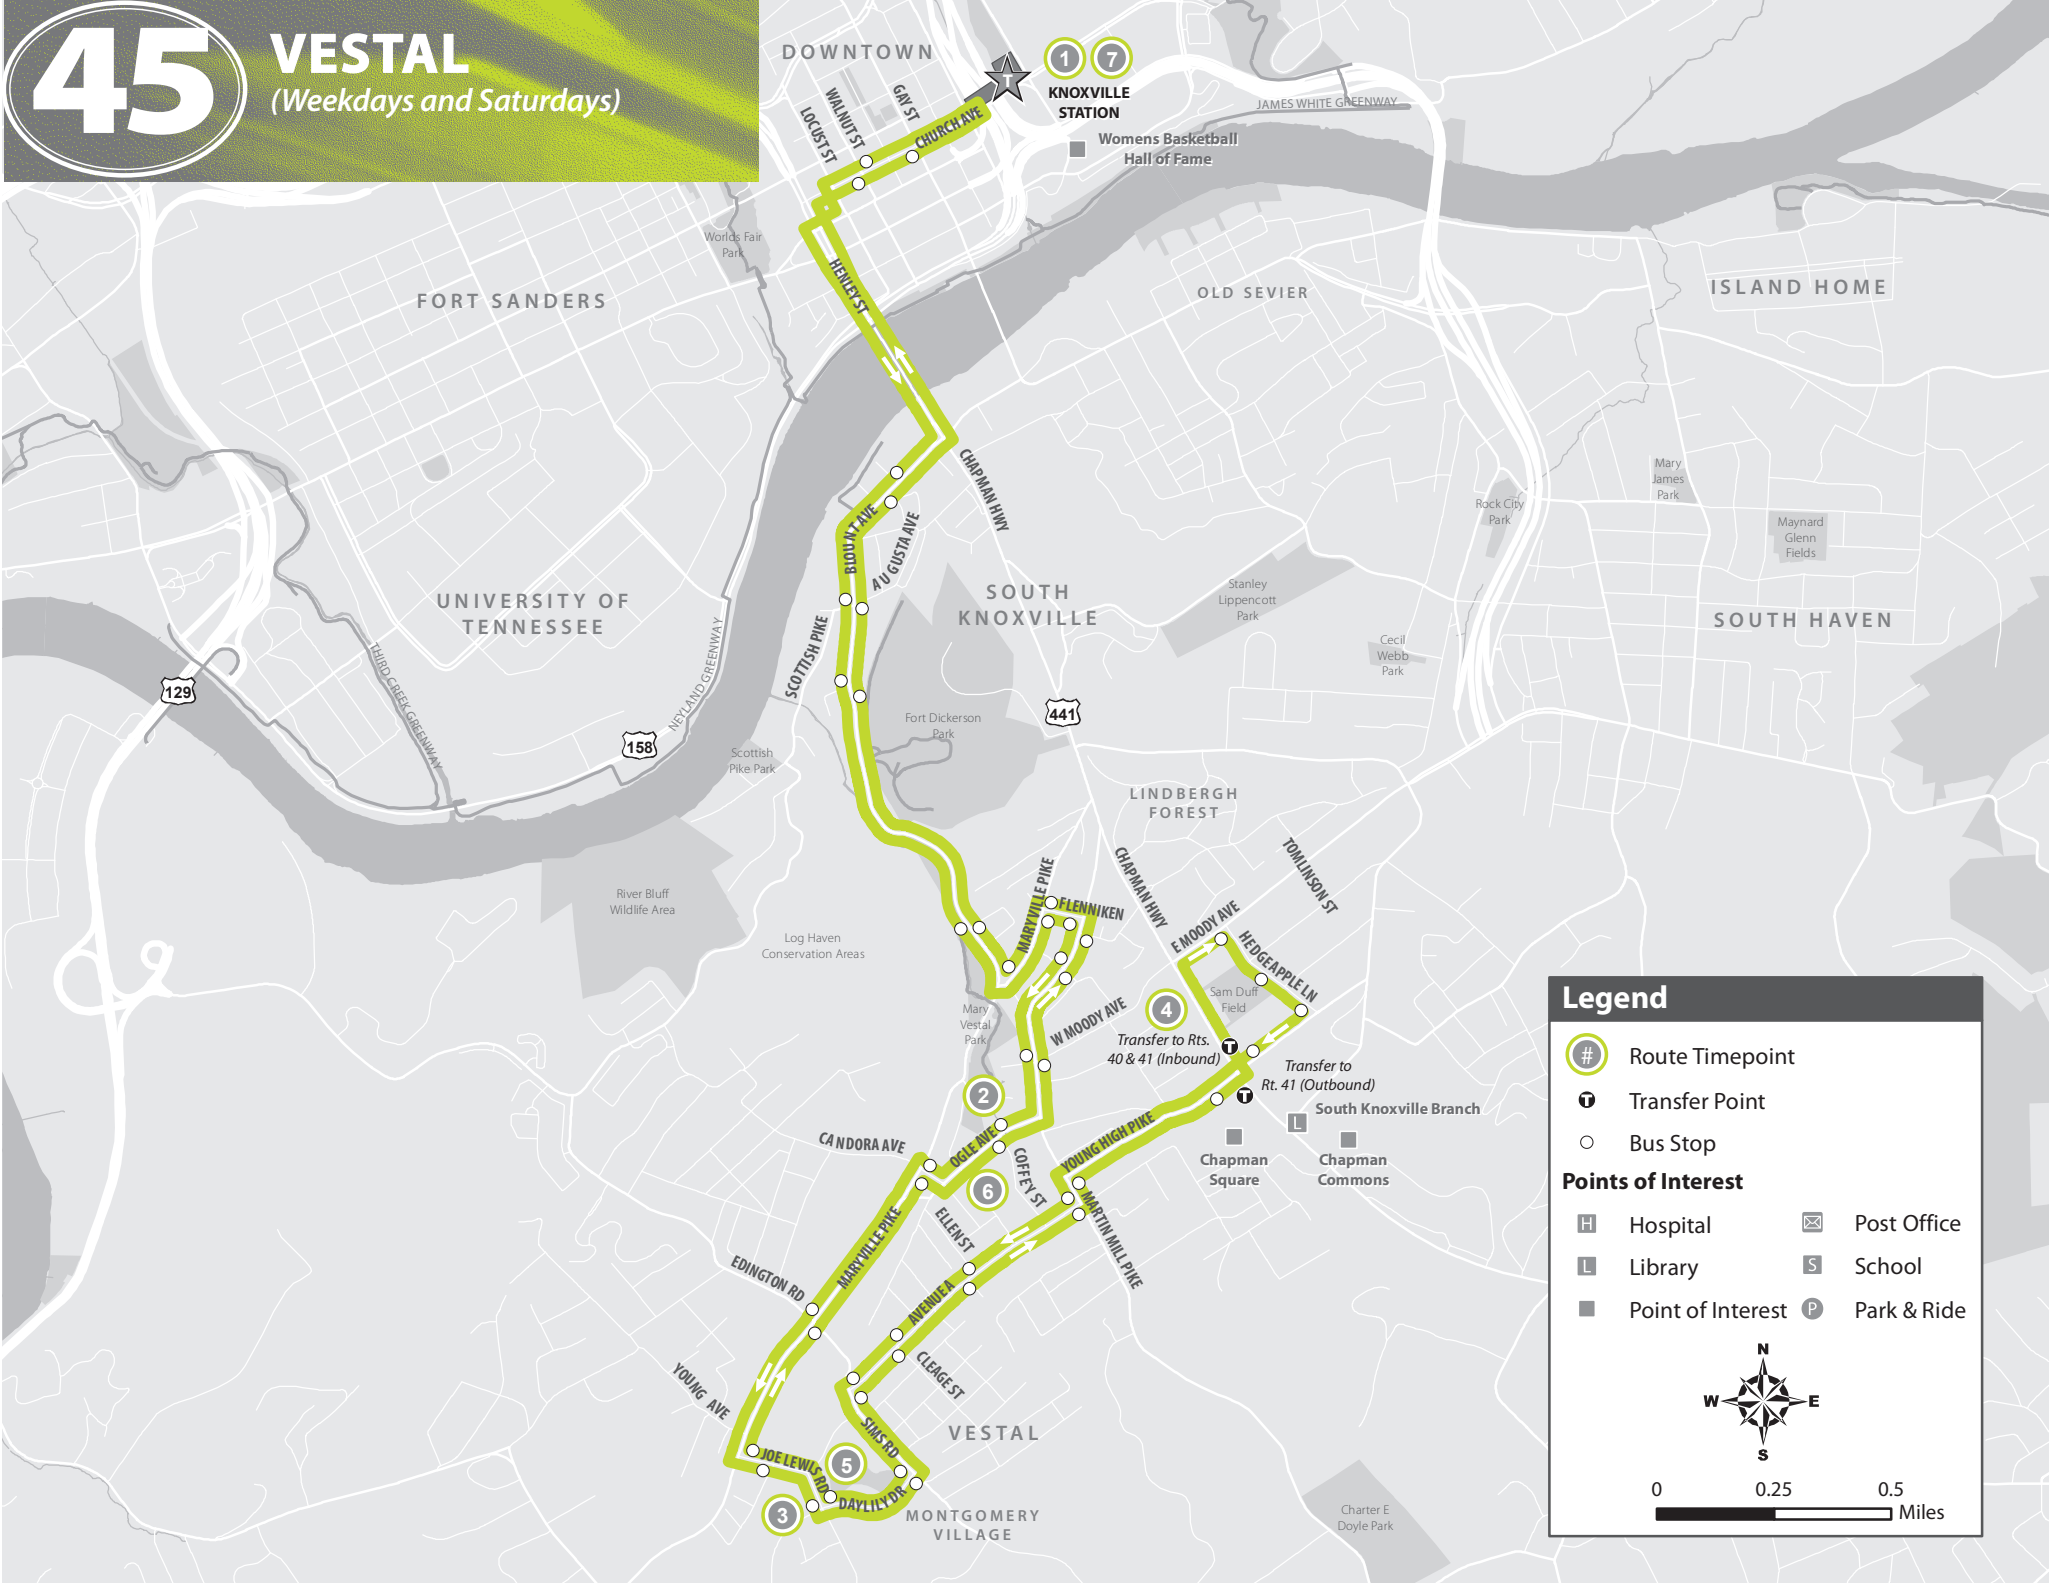 45
VESTAL
(Weekdays and Saturdays)
DOWNTOWN
T
1
7
KNOXVILLE
STATION
GAY ST
WALNUT ST
LOCUST ST
CHURCH AVE
JAMES WHITE GREENWAY
Womens Basketball
Hall of Fame
Worlds Fair
Park
FORT SANDERS
HENLEY ST
OLD SEVIER
ISLAND HOME
CHAPMAN HWY
Mary
James
Park
Rock City
Park
Maynard
Glenn
Fields
BLOUNT AVE
AUGUSTA AVE
UNIVERSITY OF
TENNESSEE
SOUTH
KNOXVILLE
Stanley
Lippencott
Park
SOUTH HAVEN
Cecil
Webb
Park
SCOTTISH PIKE
THIRD CREEK GREENWAY
NEYLAND GREENWAY
129
158
441
Fort Dickerson
Park
Scottish
Pike Park
LINDBERGH
FOREST
River Bluff
Wildlife Area
Log Haven
Conservation Areas
MARYVILLE PIKE
FLENNIKEN
CHAPMAN HWY
TOMLINSON ST
E MOODY AVE
HEDGEAPPLE LN
Sam Duff
Field
Mary
Vestal
Park
W MOODY AVE
4
Transfer to Rts.
40 & 41 (Inbound)
T
Transfer to
Rt. 41 (Outbound)
T
2
South Knoxville Branch
L
Chapman
Square
Chapman
Commons
CANDORA AVE
OGLE AVE
6
COFFEY ST
YOUNG HIGH PIKE
MARTIN MILL PIKE
ELLEN ST
MARYVILLE PIKE
EDINGTON RD
AVENUE A
CLEAGE ST
YOUNG AVE
SIMS RD
VESTAL
JOE LEWIS RD
5
3
DAYLILY DR
MONTGOMERY
VILLAGE
Charter E
Doyle Park
Legend
# Route Timepoint
T Transfer Point
Bus Stop
Points of Interest
H Hospital
Post Office
L Library
S School
Point of Interest
P Park & Ride
N
W E
S
0 0.25 0.5
Miles